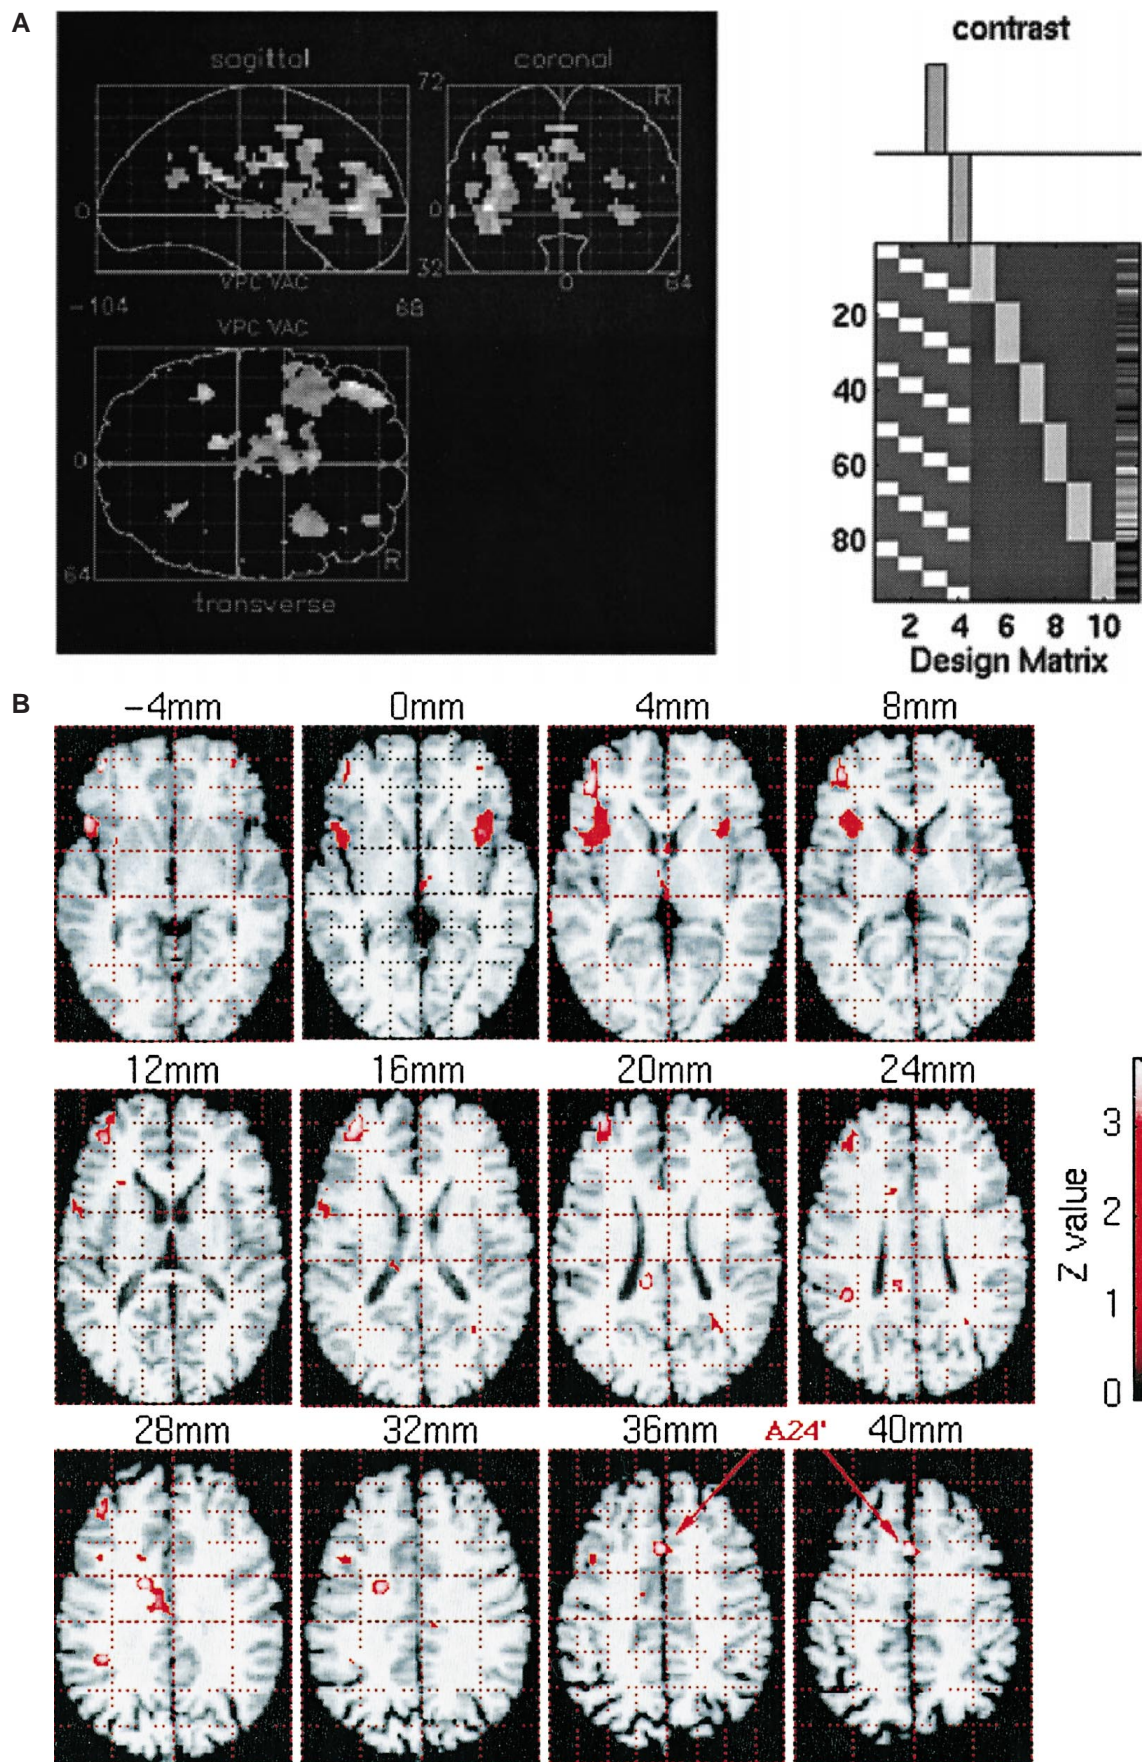 A
sagittal
coronal
72
R
0
0
32
0
64
VPC VAC
-104
68
VPC VAC
0
64
R
transverse
contrast
20
40
60
80
2 4 6 8 10
Design Matrix
B
-4mm 0mm 4mm 8mm
12mm 16mm 20mm 24mm
3
2
1
0
Z value
28mm 32mm 36mm A24' 40mm